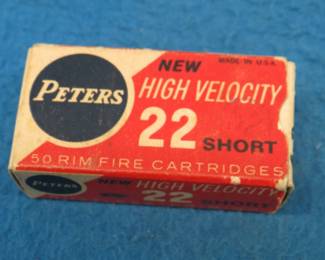 MADE IN U.S.A.
NEW
PETERS HIGH VELOCITY
22 SHORT
50 RIM FIRE CARTRIDGES
PETERS NEW HIGH VELOCITY
22 SHORT